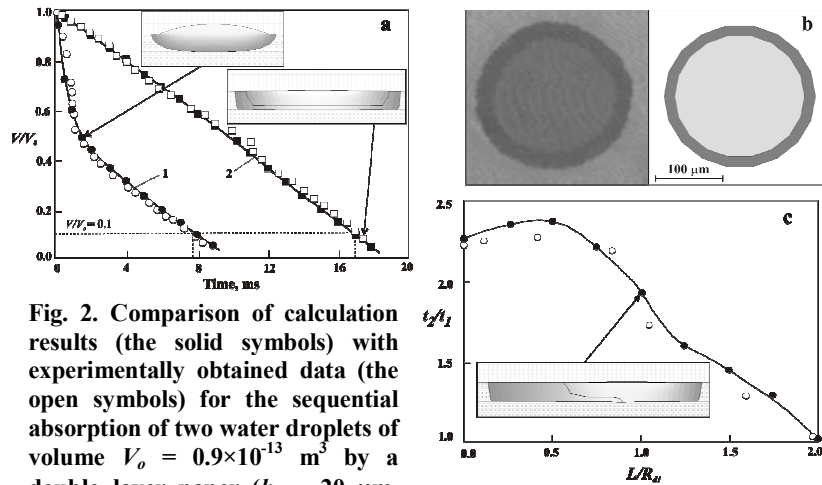 a
1.0
0.8
0.6
V/Vo
0.4
1
2
0.2
V/Vo = 0.1
0.0
0 4 8 12 16 20
Time, ms
b
100 µm
Fig. 2. Comparison of calculation
results (the solid symbols) with
experimentally obtained data (the
open symbols) for the sequential
absorption of two water droplets of
volume Vo = 0.9×10-13 m3 by a
c
2.5
2.0
t2/t1
1.5
1.0
0.0 0.5 1.0 1.5 2.0